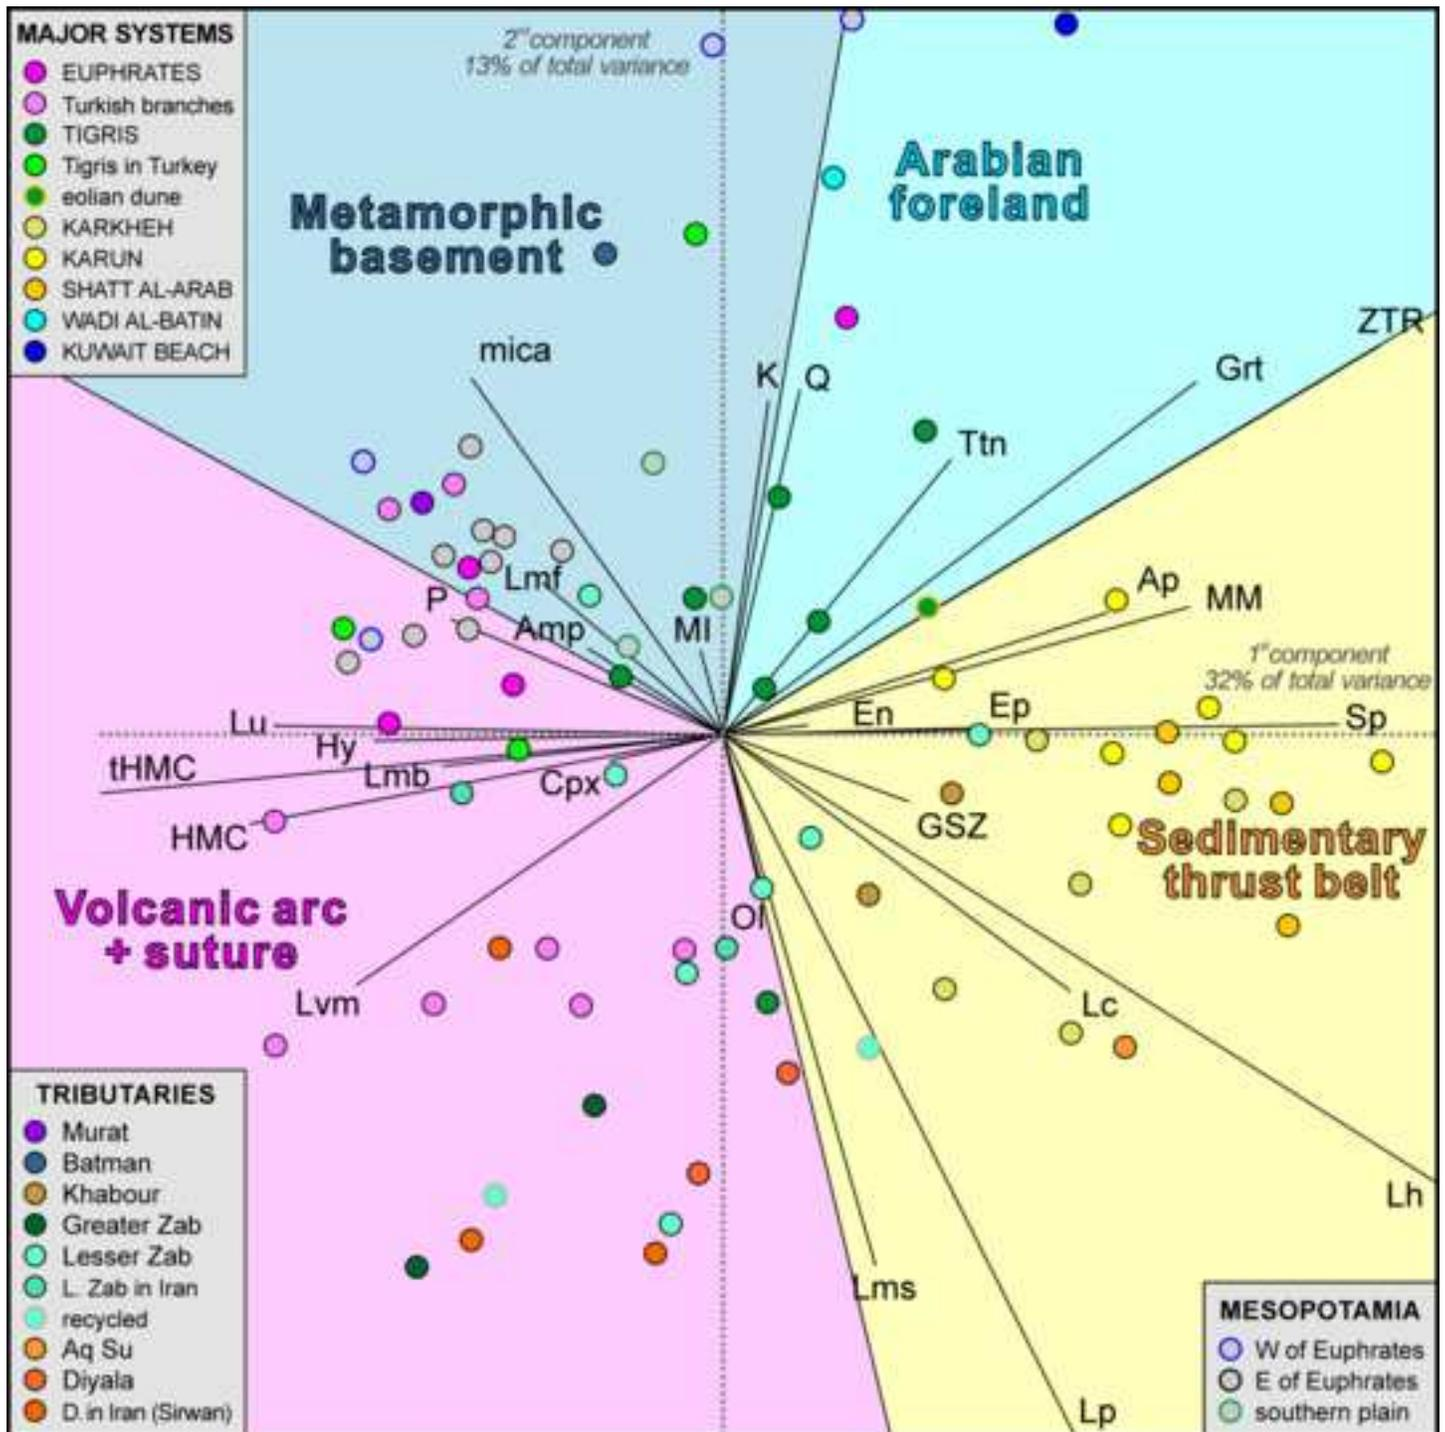 MAJOR SYSTEMS
EUPHRATES
Turkish branches
TIGRIS
Tigris in Turkey
eolian dune
KARKHEH
KARUN
SHATT AL-ARAB
WADI AL-BATIN
KUWAIT BEACH
2st component
13% of total variance
Metamorphic
basement
Arabian
foreland
mica
K
Q
ZTR
Grt
Ttn
Lmf
P
Amp
MI
Ap
MM
1st component
32% of total variance
Lu
Hy
tHMC
Lmb
Cpx
HMC
En
Ep
Sp
GSZ
Sedimentary
thrust belt
Volcanic arc
+ suture
Ol
Lvm
Lc
Lh
Lms
Lp
TRIBUTARIES
Murat
Batman
Khabour
Greater Zab
Lesser Zab
L. Zab in Iran
recycled
Aq Su
Diyala
D. in Iran (Sirwan)
MESOPOTAMIA
W of Euphrates
E of Euphrates
southern plain